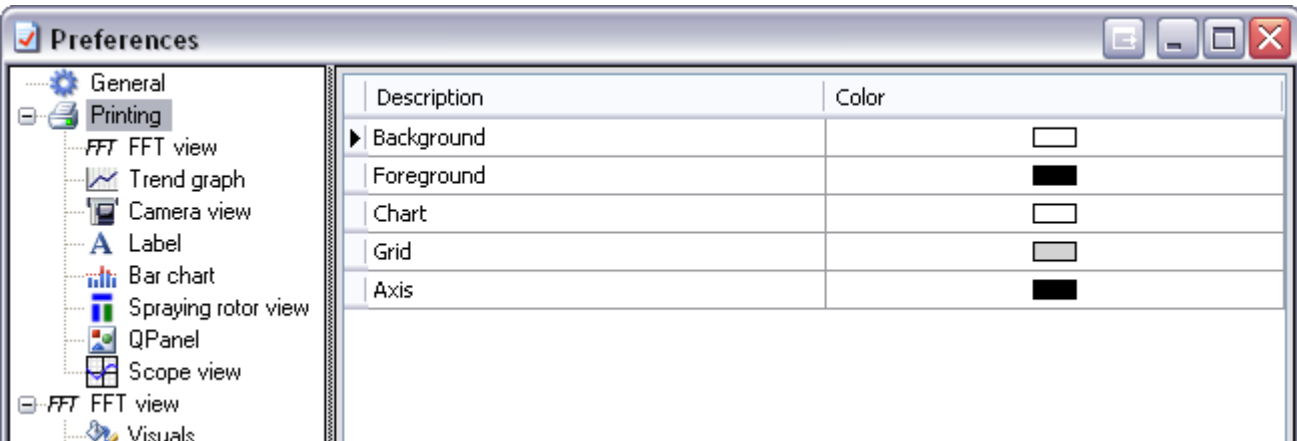 Preferences
General
Printing
FFT FFT view
Trend graph
Camera view
A Label
Bar chart
Spraying rotor view
QPanel
Scope view
FFT FFT view
Visuals
Description Color
Background
Foreground
Chart
Grid
Axis